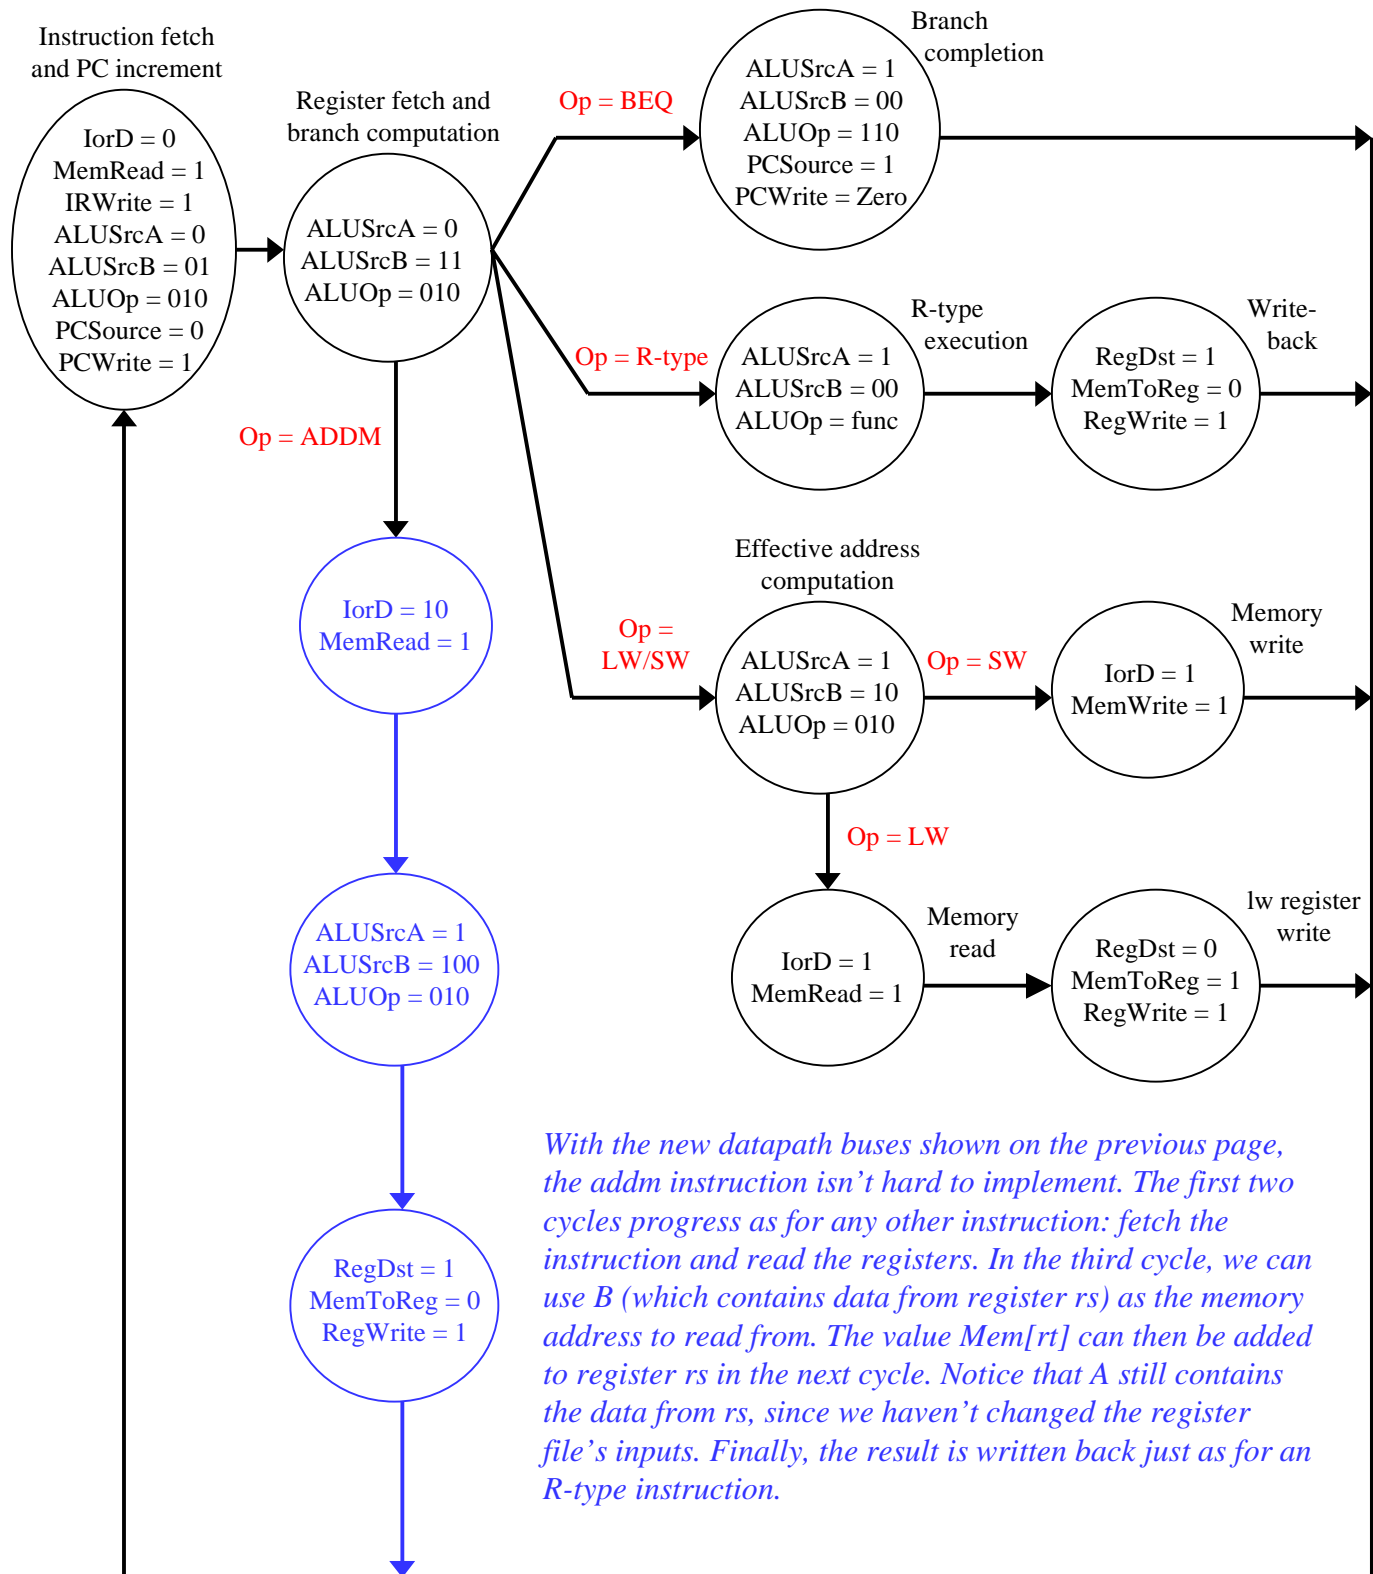 Instruction fetch
and PC increment
IorD = 0
MemRead = 1
IRWrite = 1
ALUSrcA = 0
ALUSrcB = 01
ALUOp = 010
PCSource = 0
PCWrite = 1
Register fetch and
branch computation
ALUSrcA = 0
ALUSrcB = 11
ALUOp = 010
Op = BEQ
Branch
completion
ALUSrcA = 1
ALUSrcB = 00
ALUOp = 110
PCSource = 1
PCWrite = Zero
Op = R-type
R-type
execution
ALUSrcA = 1
ALUSrcB = 00
ALUOp = func
Write-
back
RegDst = 1
MemToReg = 0
RegWrite = 1
Op = ADDM
IorD = 10
MemRead = 1
Op =
LW/SW
Effective address
computation
ALUSrcA = 1
ALUSrcB = 10
ALUOp = 010
Op = SW
Memory
write
IorD = 1
MemWrite = 1
Op = LW
IorD = 1
MemRead = 1
Memory
read
lw register
write
RegDst = 0
MemToReg = 1
RegWrite = 1
ALUSrcA = 1
ALUSrcB = 100
ALUOp = 010
RegDst = 1
MemToReg = 0
RegWrite = 1
With the new datapath buses shown on the previous page,
the addm instruction isn’t hard to implement. The first two
cycles progress as for any other instruction: fetch the
instruction and read the registers. In the third cycle, we can
use B (which contains data from register rs) as the memory
address to read from. The value Mem[rt] can then be added
to register rs in the next cycle. Notice that A still contains
the data from rs, since we haven’t changed the register
file’s inputs. Finally, the result is written back just as for an
R-type instruction.